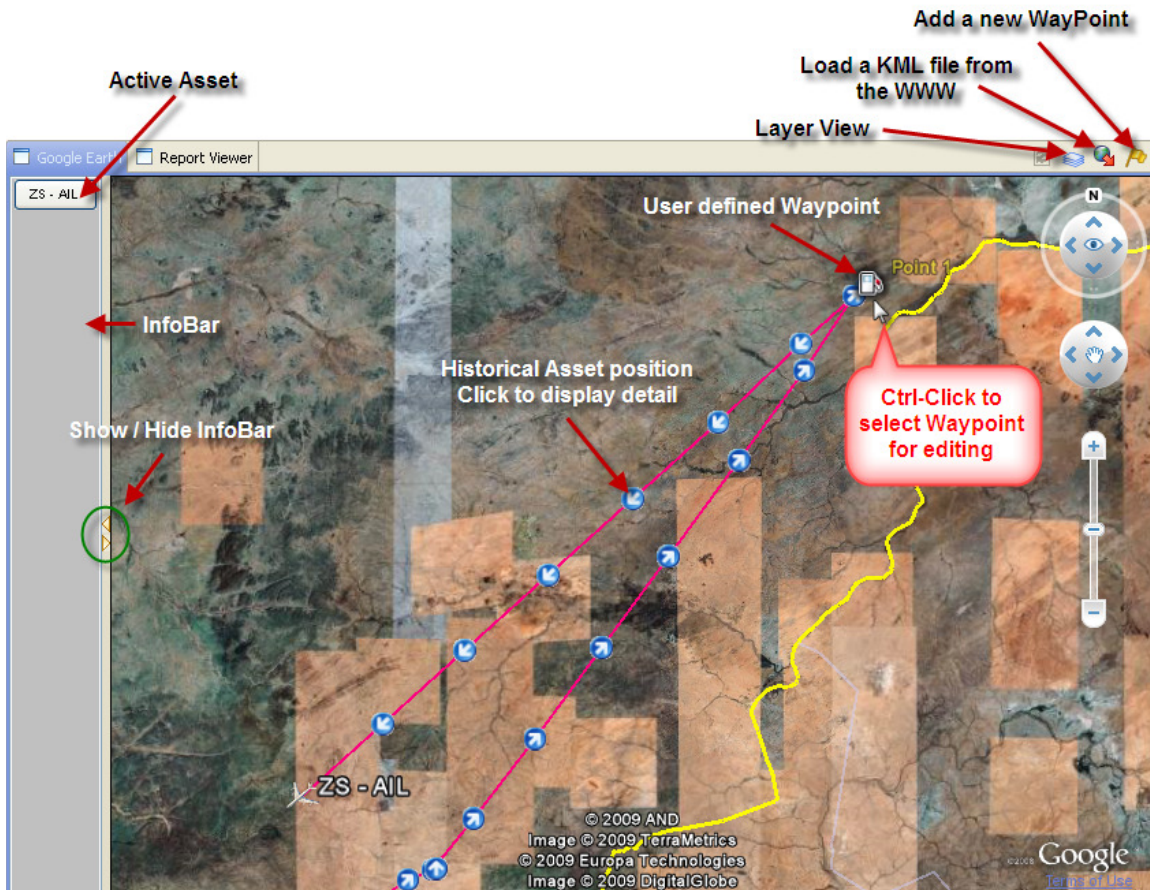 Add a new WayPoint
Load a KML file from
the WWW
Active Asset
Layer View
Google Earth
Report Viewer
ZS - AIL
N
User defined Waypoint
Point 1
InfoBar
Historical Asset position
Click to display detail
Ctrl-Click to
select Waypoint
for editing
Show / Hide InfoBar
ZS - AIL
© 2009 AND
Image © 2009 TerraMetrics
© 2009 Europa Technologies
Image © 2009 DigitalGlobe
©2008 Google
Terms of Use